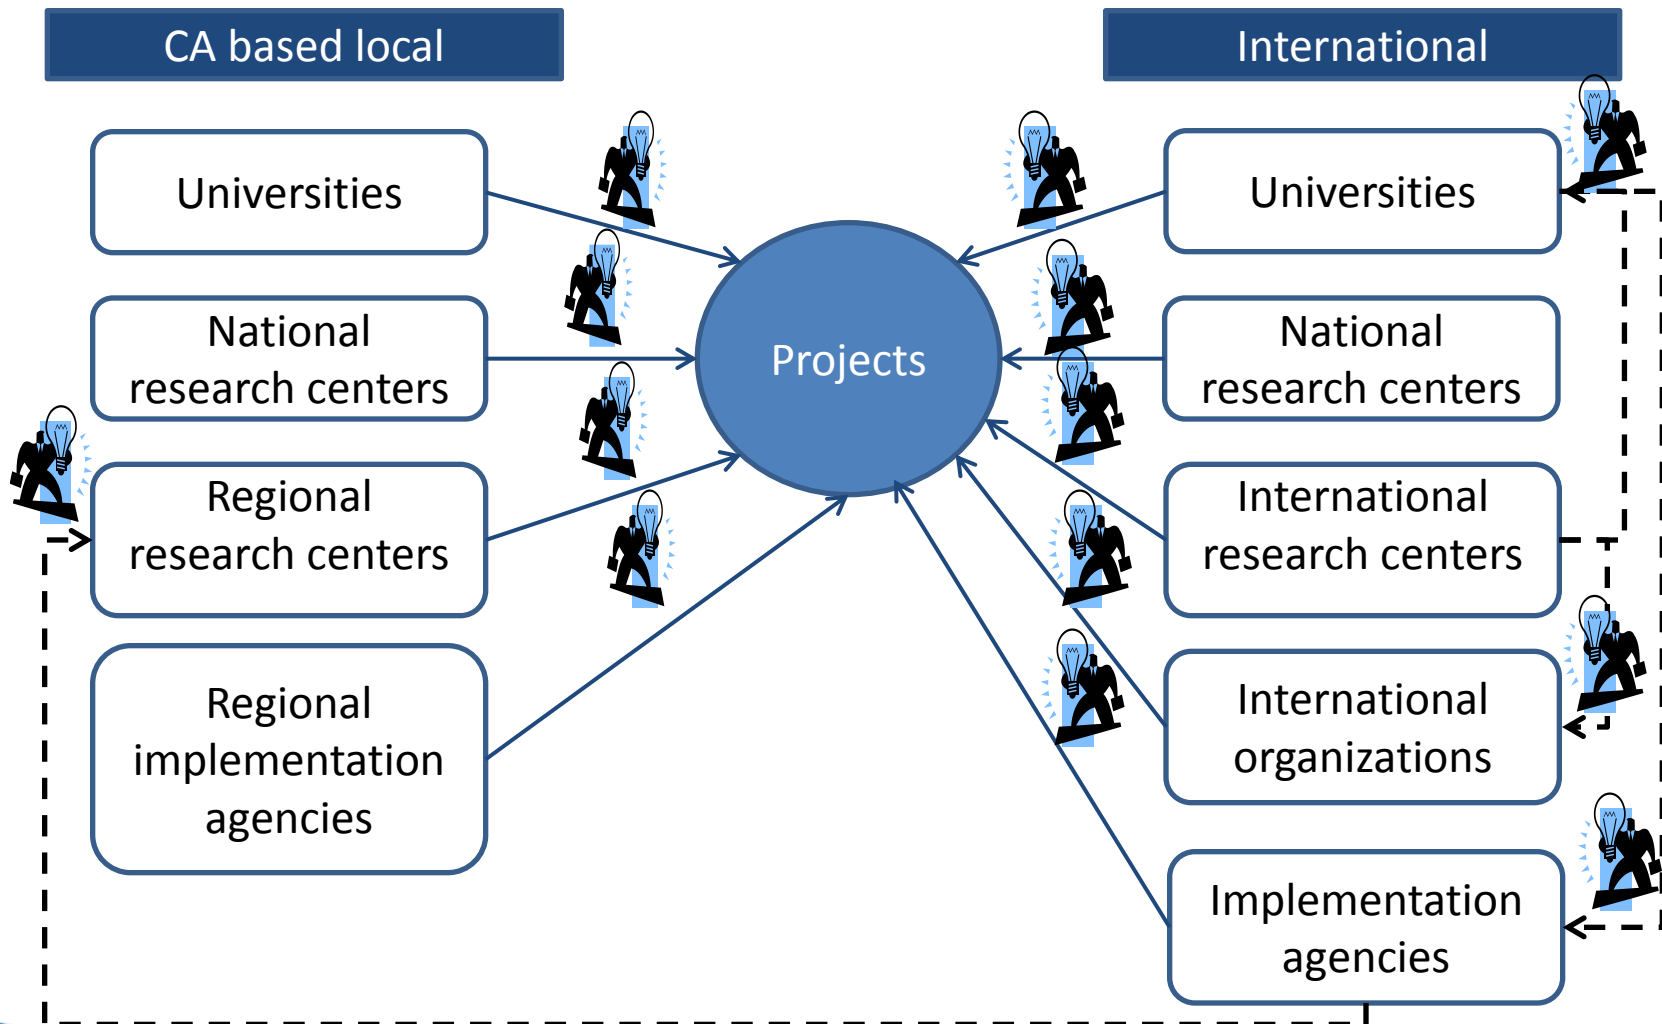 CA based local
International
Universities
National
research centers
Regional
research centers
Regional
implementation
agencies
Projects
Universities
National
research centers
International
research centers
International
organizations
Implementation
agencies